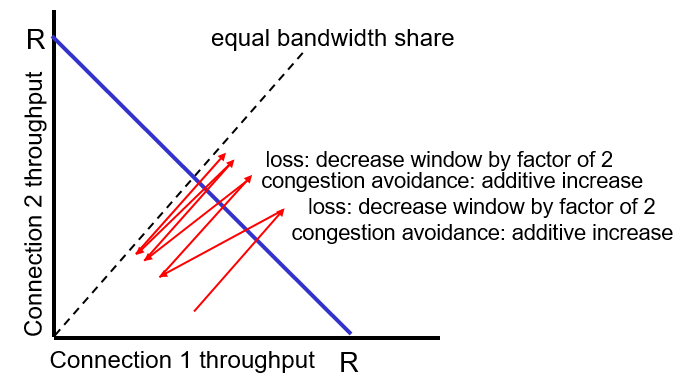 R
equal bandwidth share
Connection 2 throughput
loss: decrease window by factor of 2
congestion avoidance: additive increase
loss: decrease window by factor of 2
congestion avoidance: additive increase
Connection 1 throughput
R